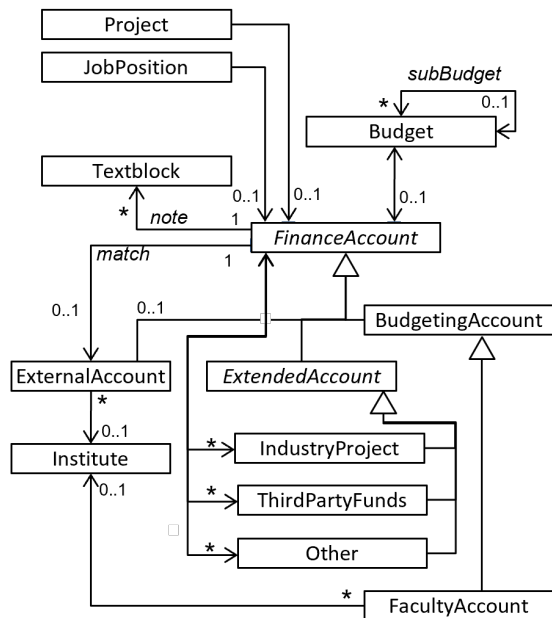 Project
JobPosition
subBudget
* 0..1
Budget
Textblock
0..1 0..1 0..1
* note 1
FinanceAccount
match 1
0..1 0..1
BudgetingAccount
ExternalAccount ExtendedAccount
*
0..1
Institute
* IndustryProject
0..1
* ThirdPartyFunds
* Other
*
FacultyAccount